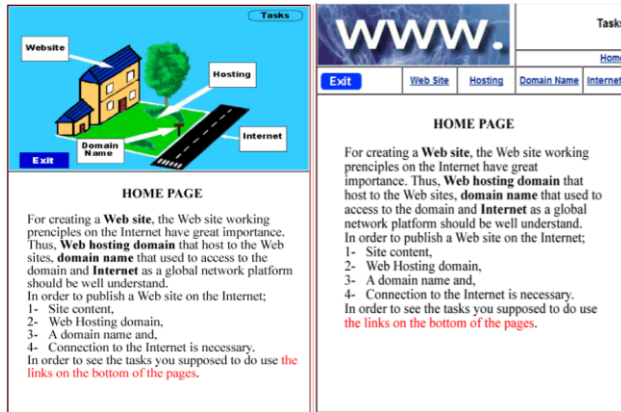 Tasks
Website
Hosting
Internet
Domain
Name
Exit
HOME PAGE
For creating a Web site, the Web site working
prenciples on the Internet have great importance.
Thus, Web hosting domain that host to the Web
sites, domain name that used to access to the
domain and Internet as a global network platform
should be well understand.
In order to publish a Web site on the Internet;
1- Site content,
2- Web Hosting domain,
3- A domain name and,
4- Connection to the Internet is necessary.
In order to see the tasks you supposed to do use the
links on the bottom of the pages.
www.
Tasks
Home
Exit
Web Site
Hosting
Domain Name
Internet
HOME PAGE
For creating a Web site, the Web site working
prenciples on the Internet have great
importance. Thus, Web hosting domain that
host to the Web sites, domain name that used to
access to the domain and Internet as a global
network platform should be well understand.
In order to publish a Web site on the Internet;
1- Site content,
2- Web Hosting domain,
3- A domain name and,
4- Connection to the Internet is necessary.
In order to see the tasks you supposed to do use
the links on the bottom of the pages.